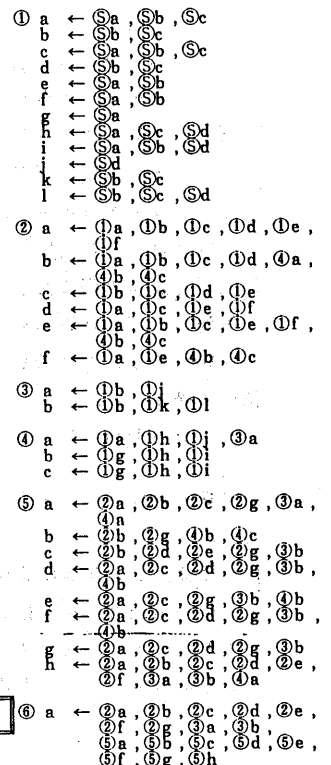 ① a ← Ⓢa , Ⓢb , Ⓢc
b ← Ⓢb , Ⓢc
c ← Ⓢa , Ⓢb , Ⓢc
d ← Ⓢb , Ⓢc
e ← Ⓢa , Ⓢb
f ← Ⓢa , Ⓢb
g ← Ⓢa
h ← Ⓢa , Ⓢc , Ⓢd
i ← Ⓢa , Ⓢb , Ⓢd
j ← Ⓢd
k ← Ⓢb , Ⓢc
l ← Ⓢb , Ⓢc , Ⓢd
② a ← ①a , ①b , ①c , ①d , ①e ,
①f
b ← ①a , ①b , ①c , ①d , ④a ,
④b , ④c
c ← ①b , ①c , ①d , ①e
d ← ①a , ①c , ①e , ①f
e ← ①a , ①b , ①c , ①e , ①f ,
④b , ④c
f ← ①a , ①e , ④b , ④c
③ a ← ①b , ①j
b ← ①b , ①k , ①l
④ a ← ①a , ①h , ①j , ③a
b ← ①g , ①h , ①i
c ← ①g , ①h , ①i
⑤ a ← ②a , ②b , ②c , ②g , ③a ,
④a
b ← ②b , ②g , ④b , ④c
c ← ②b , ②d , ②e , ②g , ③b
d ← ②a , ②c , ②d , ②g , ③b ,
④b
e ← ②a , ②c , ②g , ③b , ④b
f ← ②a , ②c , ②d , ②g , ③b ,
④b
g ← ②a , ②c , ②d , ②g , ③b
h ← ②a , ②b , ②c , ②d , ②e ,
②f , ③a , ③b , ④a
⑥ a ← ②a , ②b , ②c , ②d , ②e ,
②f , ②g , ③a , ③b ,
⑤a , ⑤b , ⑤c , ⑤d , ⑤e ,
⑤f , ⑤g , ⑤h